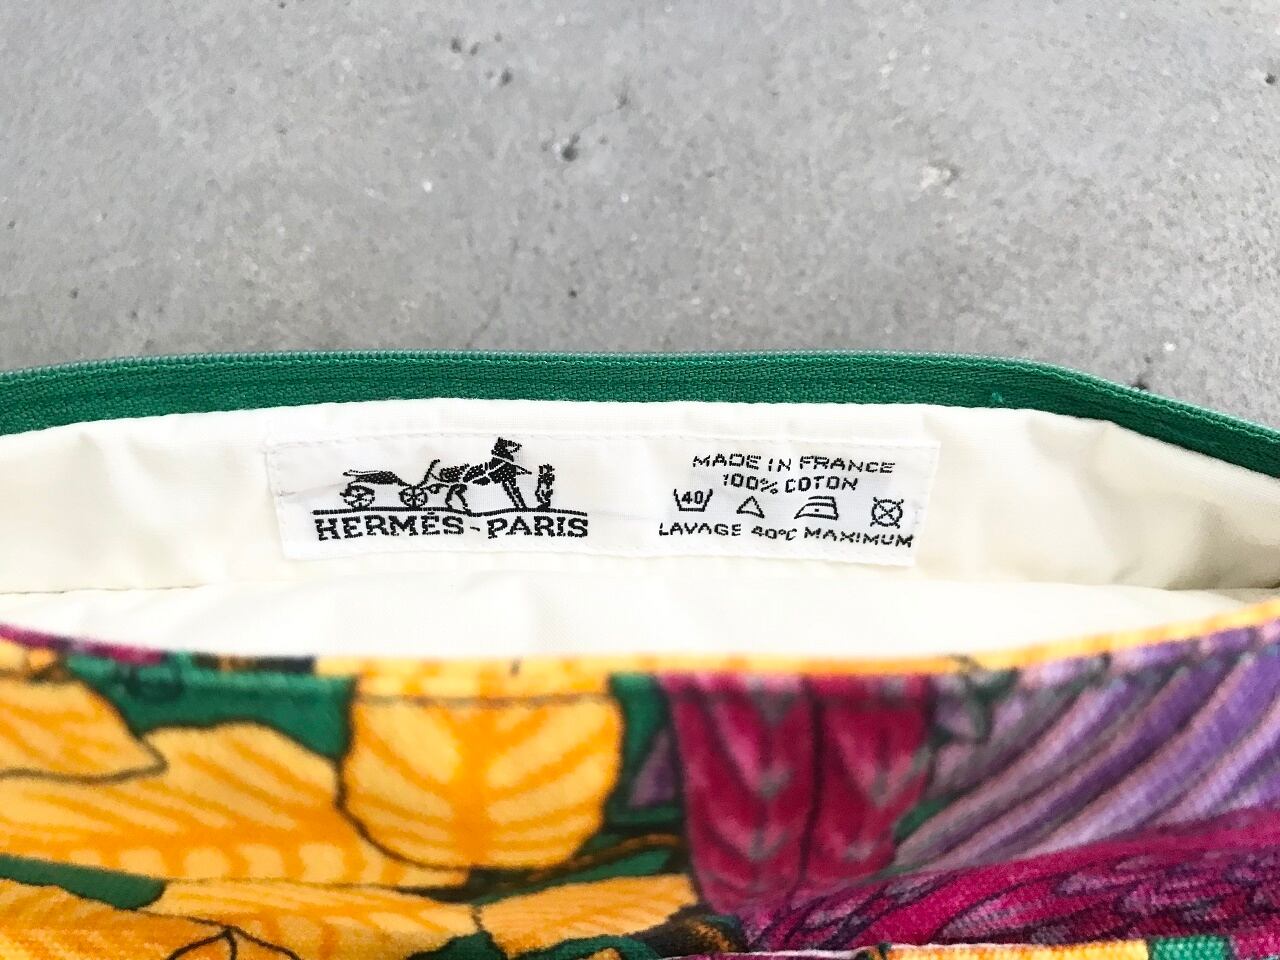 HERMÈS-PARIS
MADE IN FRANCE
100% COTON
40
LAVAGE 40°C MAXIMUM